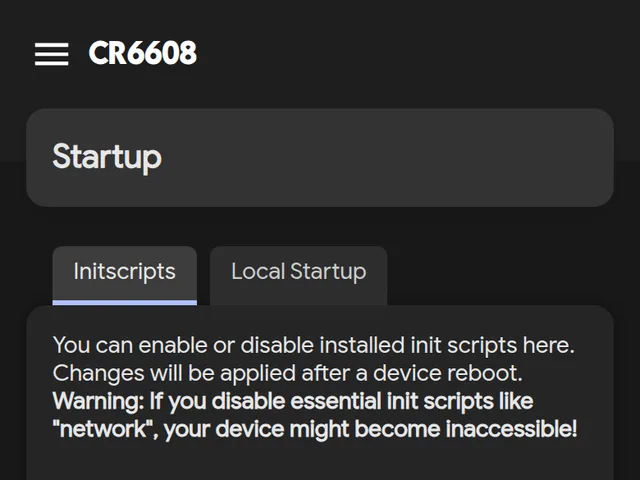 CR6608
Startup
Initscripts
Local Startup
You can enable or disable installed init scripts here.
Changes will be applied after a device reboot.
Warning: If you disable essential init scripts like
"network", your device might become inaccessible!